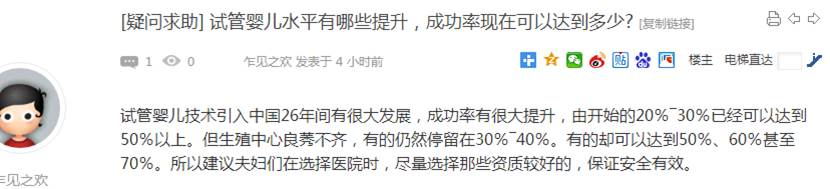 [疑问求助] 试管婴儿水平有哪些提升，成功率现在可以达到多少? [复制链接]
1 0 乍见之欢 发表于 4 小时前 贴 楼主 电梯直达
试管婴儿技术引入中国26年间有很大发展，成功率有很大提升，由开始的20%‾30%已经可以达到
50%以上。但生殖中心良莠不齐，有的仍然停留在30%‾40%。有的却可以达到50%、60%甚至
70%。所以建议夫妇们在选择医院时，尽量选择那些资质较好的，保证安全有效。
乍见之欢